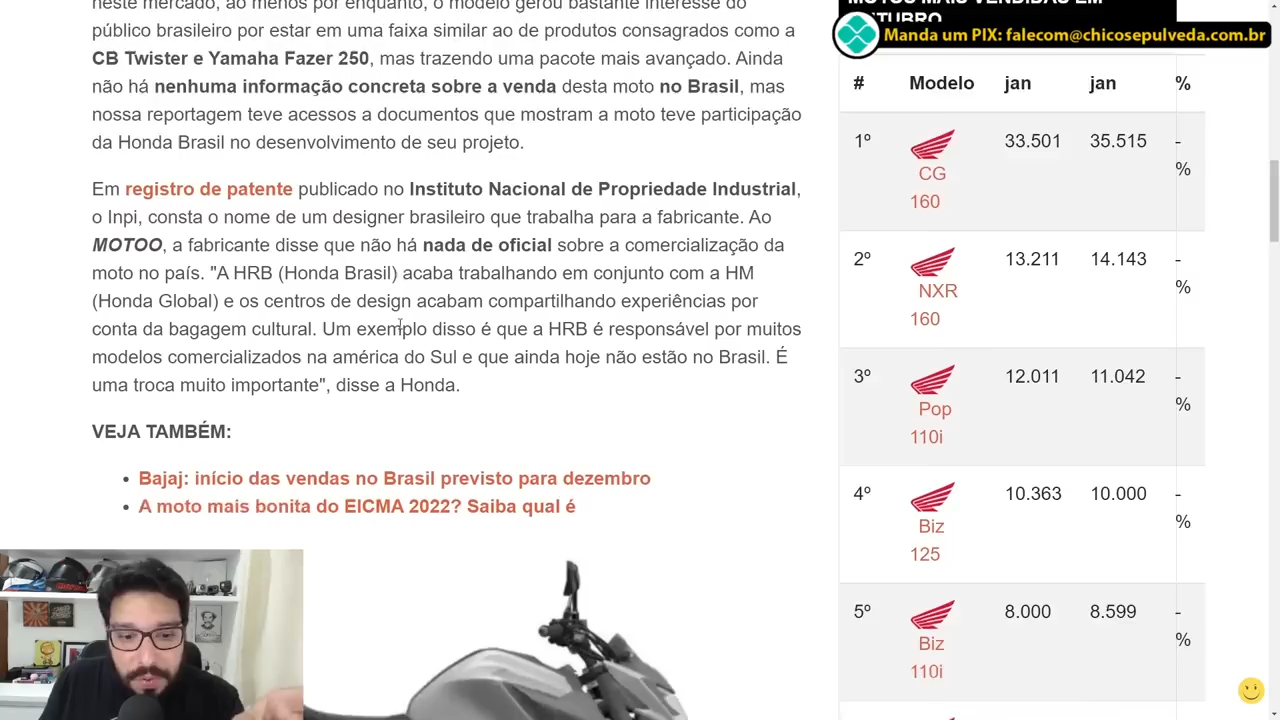 neste mercado, ao menos por enquanto, o modelo gerou bastante interesse do
público brasileiro por estar em uma faixa similar ao de produtos consagrados como a
CB Twister e Yamaha Fazer 250, mas trazendo uma pacote mais avançado. Ainda
não há nenhuma informação concreta sobre a venda desta moto no Brasil, mas
nossa reportagem teve acessos a documentos que mostram a moto teve participação
da Honda Brasil no desenvolvimento de seu projeto.
Em registro de patente publicado no Instituto Nacional de Propriedade Industrial,
o Inpi, consta o nome de um designer brasileiro que trabalha para a fabricante. Ao
MOTOO, a fabricante disse que não há nada de oficial sobre a comercialização da
moto no país. "A HRB (Honda Brasil) acaba trabalhando em conjunto com a HM
(Honda Global) e os centros de design acabam compartilhando experiências por
conta da bagagem cultural. Um exemplo disso é que a HRB é responsável por muitos
modelos comercializados na américa do Sul e que ainda hoje não estão no Brasil. É
uma troca muito importante", disse a Honda.
VEJA TAMBÉM:
• Bajaj: início das vendas no Brasil previsto para dezembro
• A moto mais bonita do EICMA 2022? Saiba qual é
MOTOS MAIS VENDIDAS EM
OUTUBRO
Manda um PIX: falecom@chicosepulveda.com.br
# Modelo jan jan %
1º CG 160 33.501 35.515 -%
2º NXR 160 13.211 14.143 -%
3º Pop 110i 12.011 11.042 -%
4º Biz 125 10.363 10.000 -%
5º Biz 110i 8.000 8.599 -%